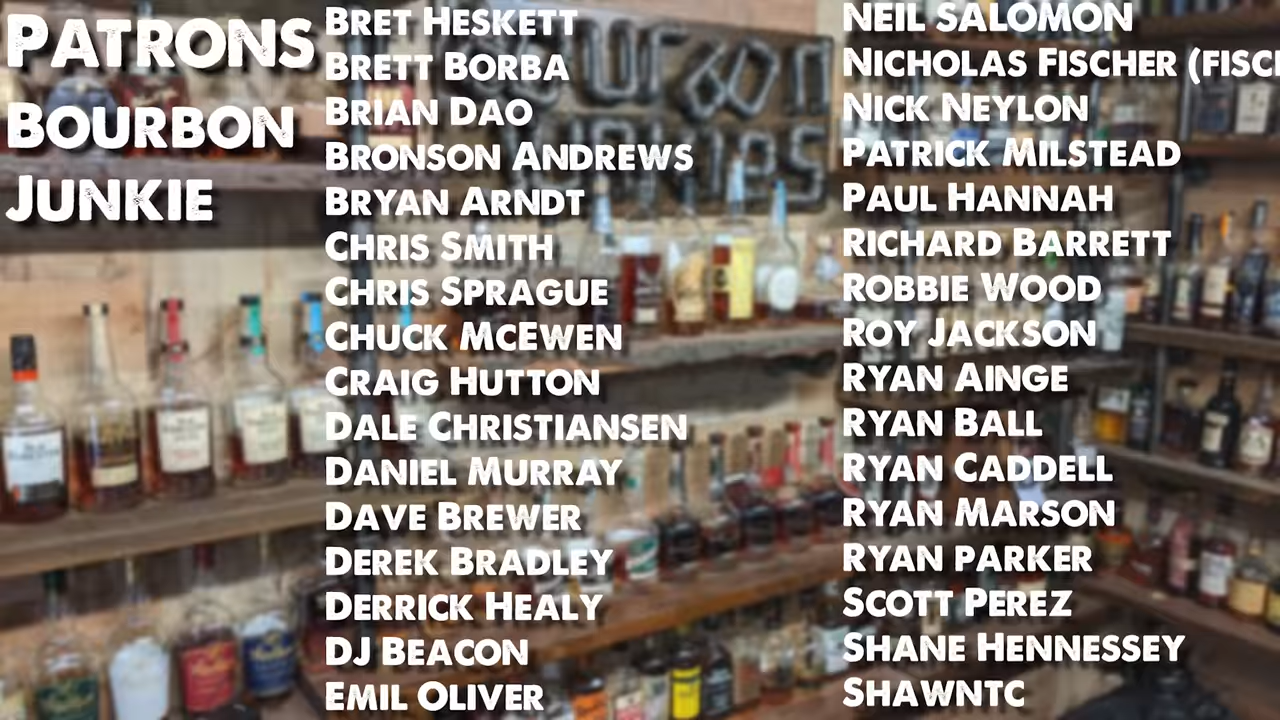 PATRONS
BOURBON
JUNKIE
BRET HESKETT
BRETT BORBA
BRIAN DAO
BRONSON ANDREWS
BRYAN ARNDT
CHRIS SMITH
CHRIS SPRAGUE
CHUCK MCEWEN
CRAIG HUTTON
DALE CHRISTIANSEN
DANIEL MURRAY
DAVE BREWER
DEREK BRADLEY
DERRICK HEALY
DJ BEACON
EMIL OLIVER
NEIL SALOMON
NICHOLAS FISCHER (FISC
NICK NEYLON
PATRICK MILSTEAD
PAUL HANNAH
RICHARD BARRETT
ROBBIE WOOD
ROY JACKSON
RYAN AINGE
RYAN BALL
RYAN CADDELL
RYAN MARSON
RYAN PARKER
SCOTT PEREZ
SHANE HENNESSEY
SHAWNTC